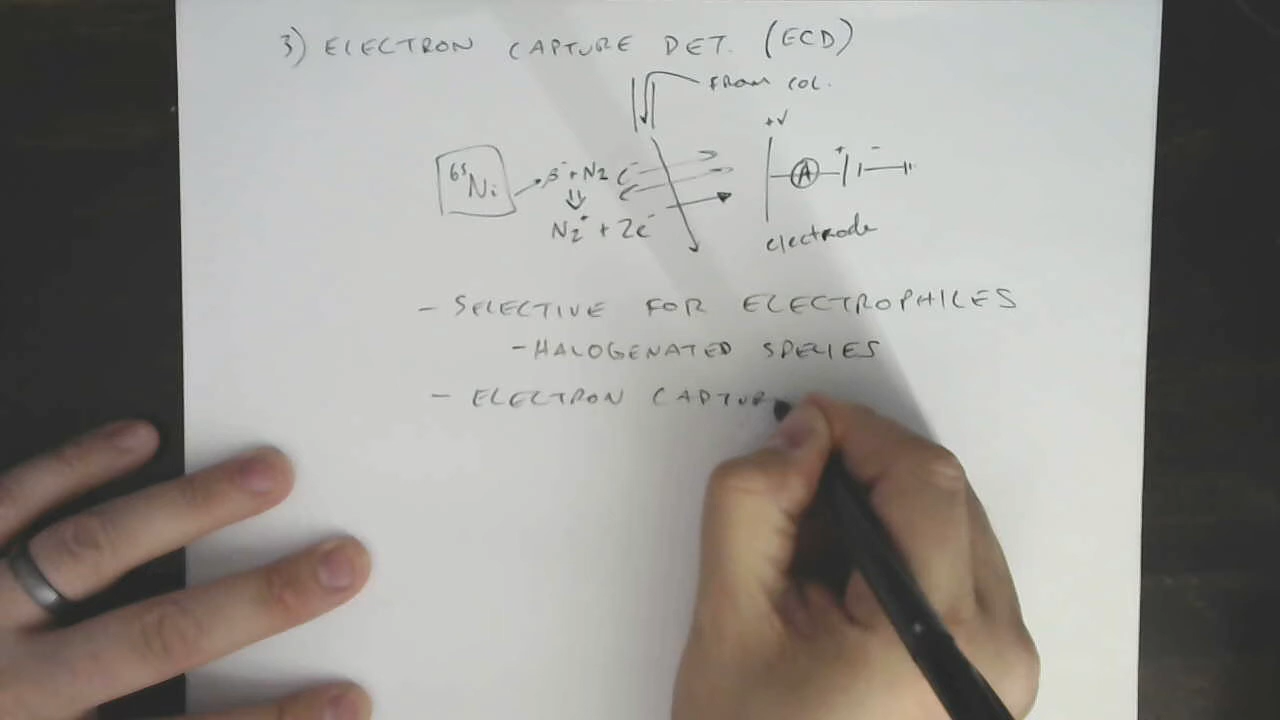 3) ELECTRON CAPTURE DET. (ECD)
FROM COL.
+V
63Ni β⁻ + N2 e⁻ A + -
⇓
N2⁺ + 2e⁻
electrode
- SELECTIVE FOR ELECTROPHILES
- HALOGENATED SPECIES
- ELECTRON CAPTUR